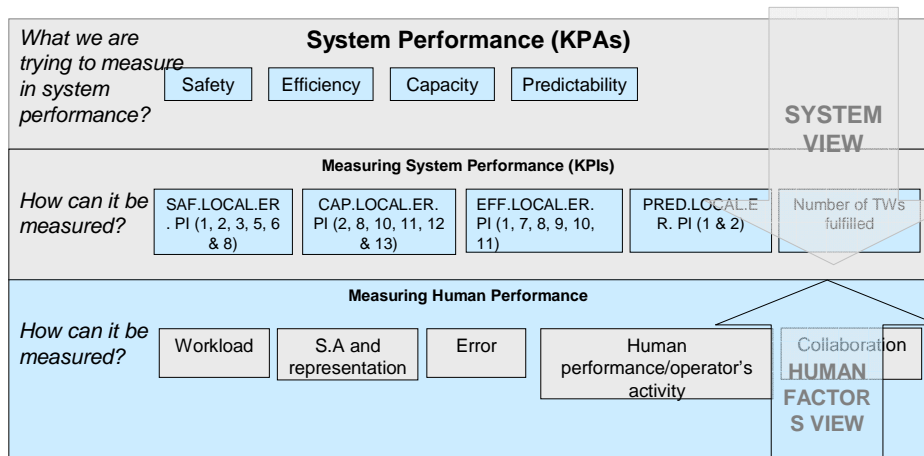 What we are
trying to measure
in system
performance?
System Performance (KPAs)
Safety
Efficiency
Capacity
Predictability
SYSTEM
VIEW
Measuring System Performance (KPIs)
How can it be
measured?
SAF.LOCAL.ER
. PI (1, 2, 3, 5, 6
& 8)
CAP.LOCAL.ER.
PI (2, 8, 10, 11, 12
& 13)
EFF.LOCAL.ER.
PI (1, 7, 8, 9, 10,
11)
PRED.LOCAL.E
R. PI (1 & 2)
Number of TWs
fulfilled
Measuring Human Performance
How can it be
measured?
Workload
S.A and
representation
Error
Human
performance/operator's
activity
Collaboration
HUMAN
FACTOR
S VIEW